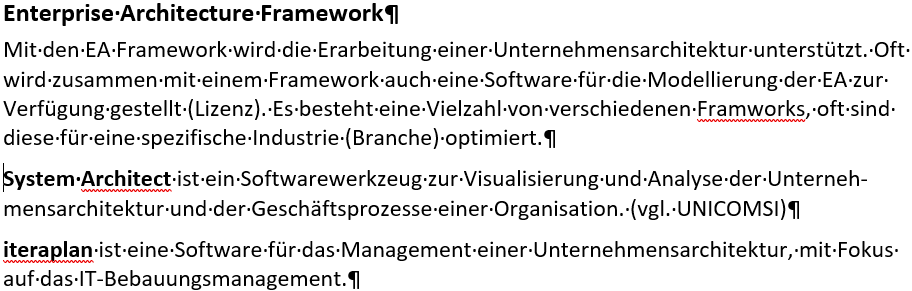 Enterprise Architecture Framework¶
Mit den EA Framework wird die Erarbeitung einer Unternehmensarchitektur unterstützt. Oft
wird zusammen mit einem Framework auch eine Software für die Modellierung der EA zur
Verfügung gestellt (Lizenz). Es besteht eine Vielzahl von verschiedenen Framworks, oft sind
diese für eine spezifische Industrie (Branche) optimiert.¶
System Architect ist ein Softwarewerkzeug zur Visualisierung und Analyse der Unterneh-
mensarchitektur und der Geschäftsprozesse einer Organisation. (vgl. UNICOMSI)¶
iteraplan ist eine Software für das Management einer Unternehmensarchitektur, mit Fokus
auf das IT-Bebauungsmanagement.¶